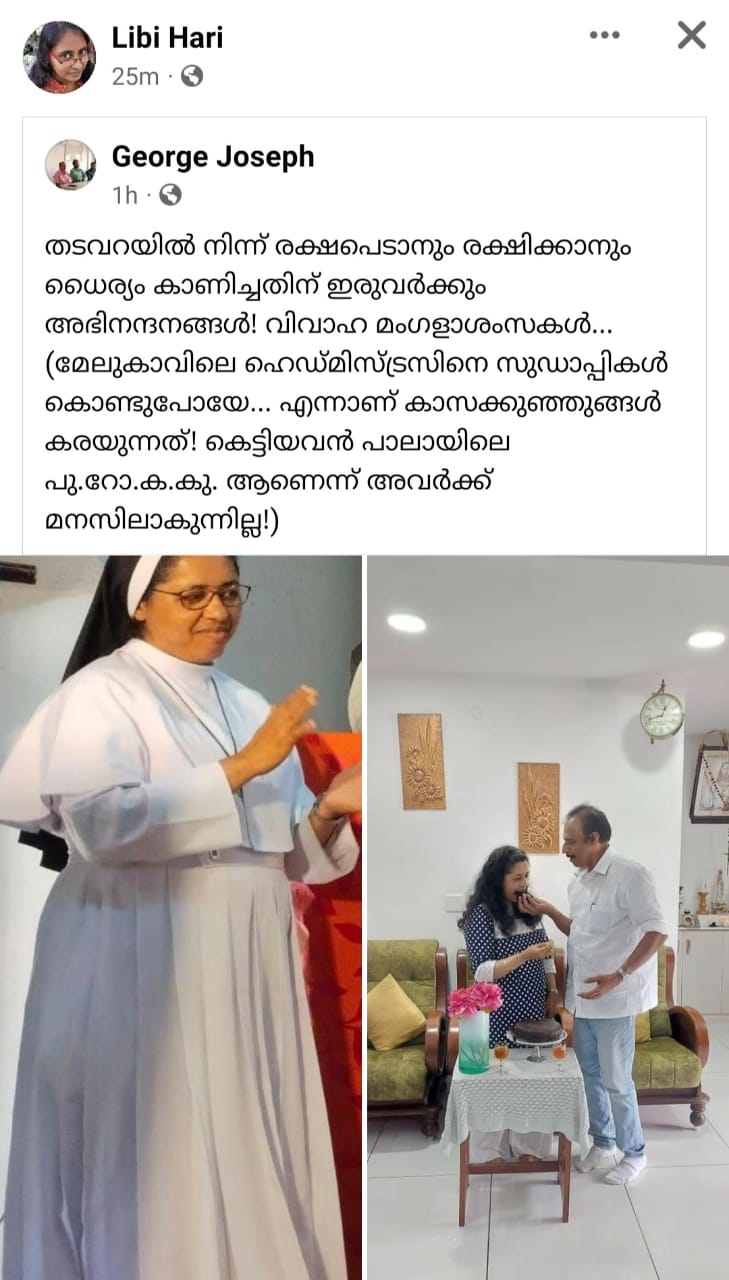 Libi Hari
25m
George Joseph
1h
തടവറയിൽ നിന്ന് രക്ഷപെടാനും രക്ഷിക്കാനും
ധൈര്യം കാണിച്ചതിന് ഇരുവർക്കും
അഭിനന്ദനങ്ങൾ! വിവാഹ മംഗളാശംസകൾ...
(മേലുകാവിലെ ഹെഡ്മിസ്ട്രസിനെ സുഡാപ്പികൾ
കൊണ്ടുപോയേ... എന്നാണ് കാസക്കുഞ്ഞുങ്ങൾ
കരയുന്നത്! കെട്ടിയവൻ പാലായിലെ
പു.റോ.ക.കു. ആണെന്ന് അവർക്ക്
മനസിലാകുന്നില്ല!)